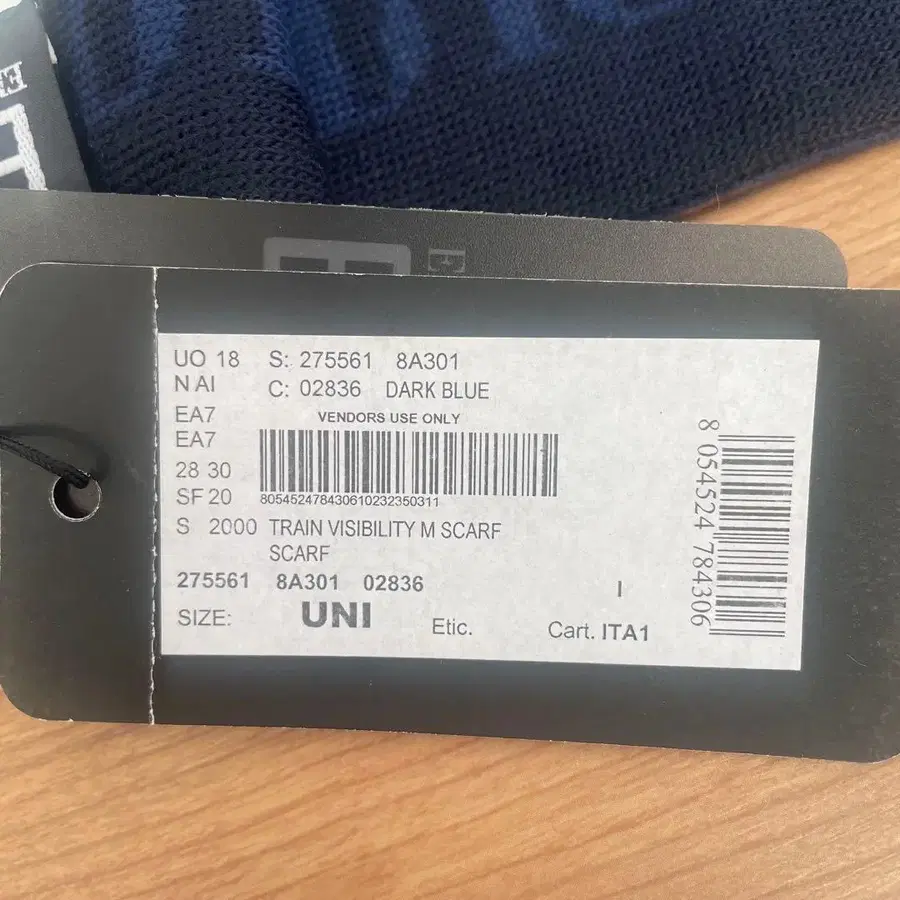 E
E
UO 18 S: 275561 8A301
N AI C: 02836 DARK BLUE
EA7 VENDORS USE ONLY
EA7
28 30
SF 20 805452478430610232350311
S 2000 TRAIN VISIBILITY M SCARF
SCARF
275561 8A301 02836
I
SIZE: UNI Etic. Cart. ITA1
8 054524 784306